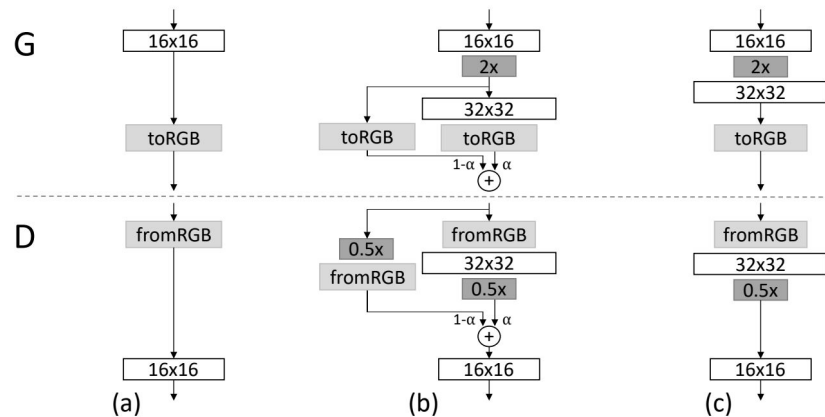 G
16x16
toRGB
16x16
2x
32x32
toRGB
toRGB
1-α
α
+
16x16
2x
32x32
toRGB
D
fromRGB
16x16
0.5x
fromRGB
fromRGB
32x32
0.5x
1-α
α
+
16x16
fromRGB
32x32
0.5x
16x16
(a)
(b)
(c)